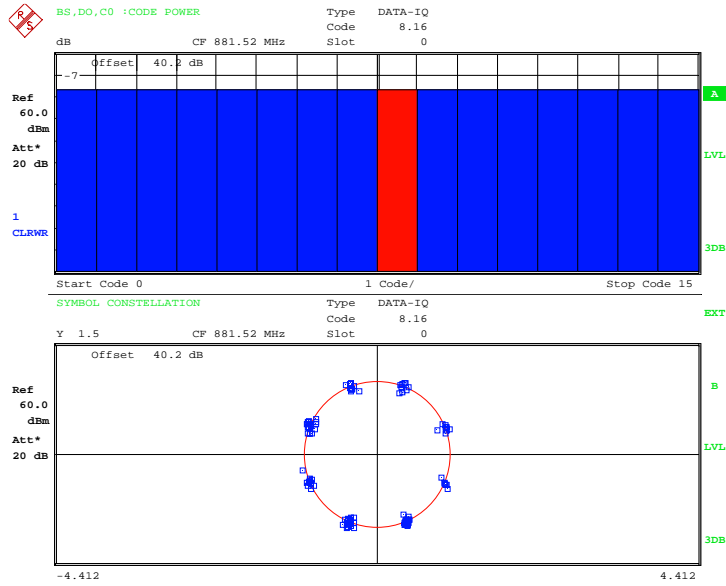 R S
BS,DO,C0 :CODE POWER Type DATA-IQ
Code 8.16
dB CF 881.52 MHz Slot 0
Offset 40.2 dB
-7
A
Ref
60.0
dBm
Att*
20 dB
LVL
1
CLRWR
3DB
Start Code 0 1 Code/ Stop Code 15
SYMBOL CONSTELLATION Type DATA-IQ
EXT
Code 8.16
Y 1.5 CF 881.52 MHz Slot 0
Offset 40.2 dB
B
Ref
60.0
dBm
Att*
LVL
20 dB
3DB
-4.412 4.412